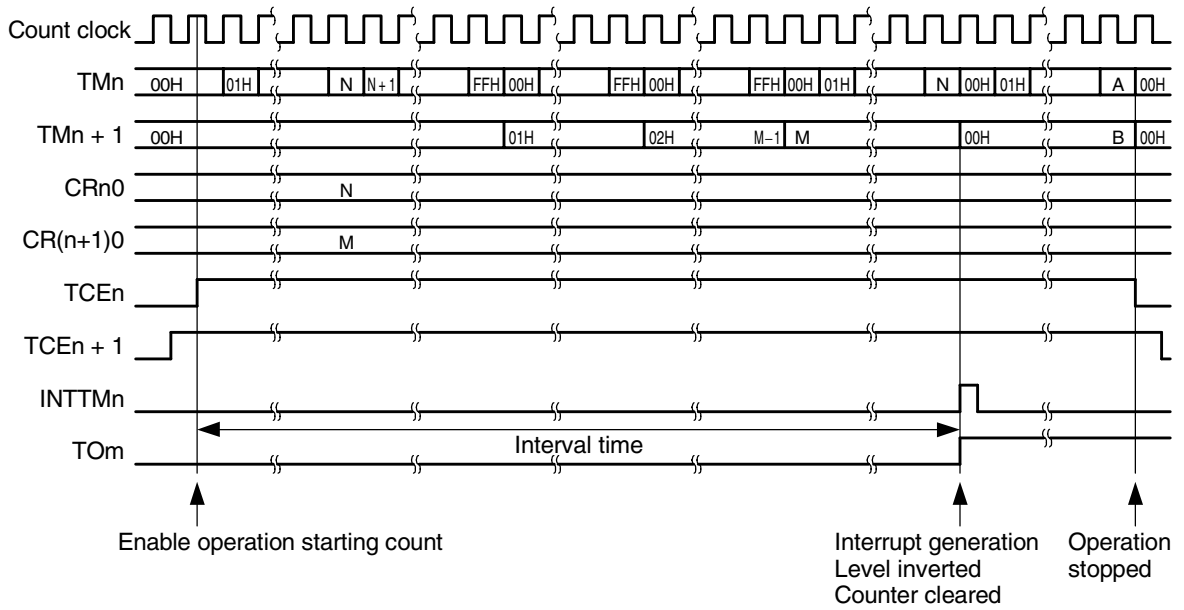 Count clock
TMn 00H 01H N N+1 FFH 00H FFH 00H FFH 00H 01H N 00H 01H A 00H
TMn + 1 00H 01H 02H M−1 M 00H B 00H
CRn0 N
CR(n+1)0 M
TCEn
TCEn + 1
INTTMn
Interval time
TOm
Enable operation starting count
Interrupt generation
Level inverted
Counter cleared
Operation
stopped